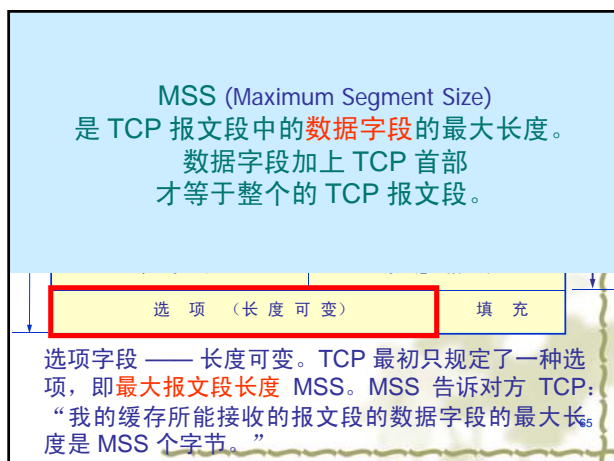 MSS (Maximum Segment Size)
是 TCP 报文段中的数据字段的最大长度。
数据字段加上 TCP 首部
才等于整个的 TCP 报文段。
选 项 （长 度 可 变） 填 充
选项字段 —— 长度可变。TCP 最初只规定了一种选
项，即最大报文段长度 MSS。MSS 告诉对方 TCP：
“我的缓存所能接收的报文段的数据字段的最大长
度是 MSS 个字节。”
65